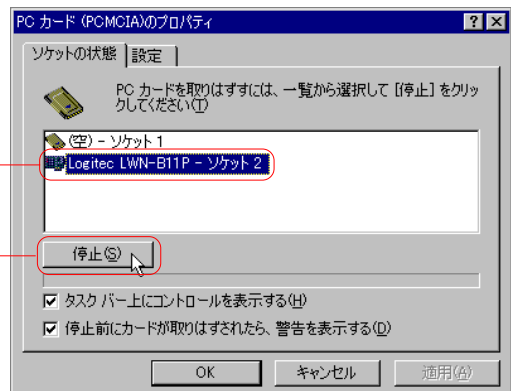 PC カード (PCMCIA)のプロパティ
ソケットの状態
設定
PC カードを取りはずすには、一覧から選択して [停止] をクリッ
クしてください(T)
(空) - ソケット 1
Logitec LWN-B11P - ソケット 2
停止(S)
タスク バー上にコントロールを表示する(H)
停止前にカードが取りはずされたら、警告を表示する(D)
OK
キャンセル
適用(A)